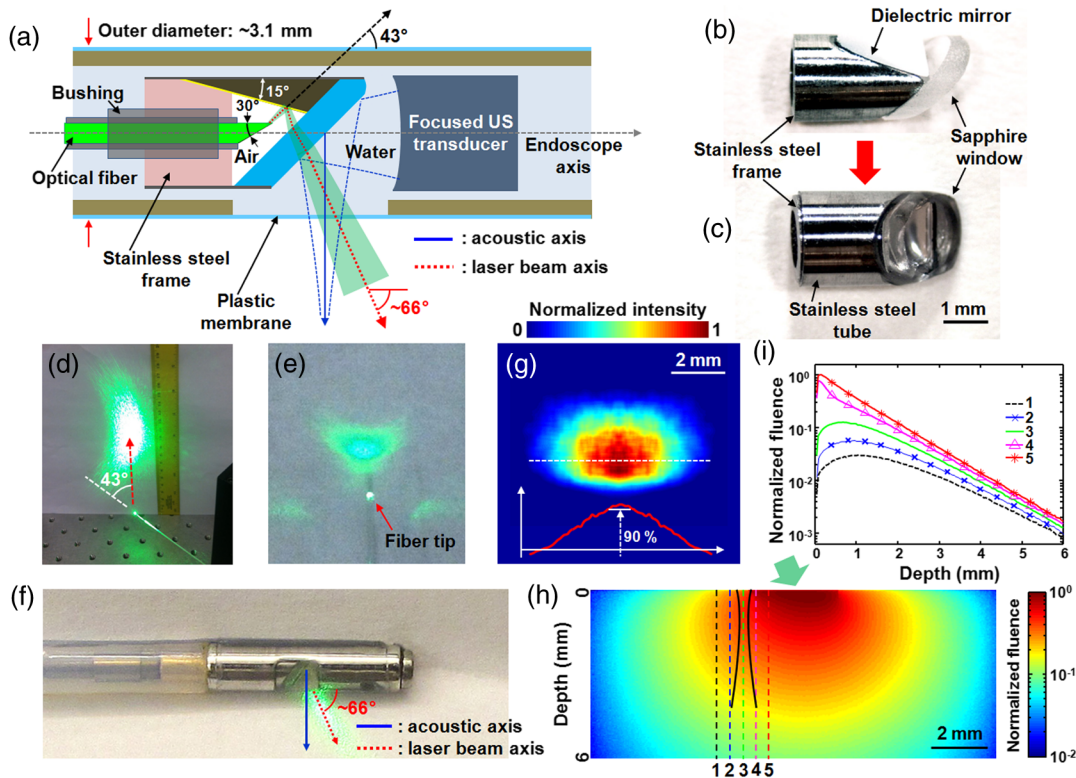 (a)
Outer diameter: ~3.1 mm
43°
15°
Bushing
30°
Air
Optical fiber
Water
Focused US
transducer
Endoscope
axis
Stainless steel
frame
Plastic
membrane
: acoustic axis
: laser beam axis
~66°
(b)
Dielectric mirror
Stainless steel
frame
Sapphire
window
(c)
Stainless steel
tube
1 mm
(d)
43°
(e)
Fiber tip
Normalized intensity
0
1
(g)
2 mm
90 %
(i)
Normalized fluence
10⁰
10⁻¹
10⁻²
10⁻³
0
1
2
3
4
5
6
Depth (mm)
1
2
3
4
5
(f)
~66°
: acoustic axis
: laser beam axis
(h)
0
6
Depth (mm)
1 2 3 4 5
2 mm
Normalized fluence
10⁰
10⁻¹
10⁻²